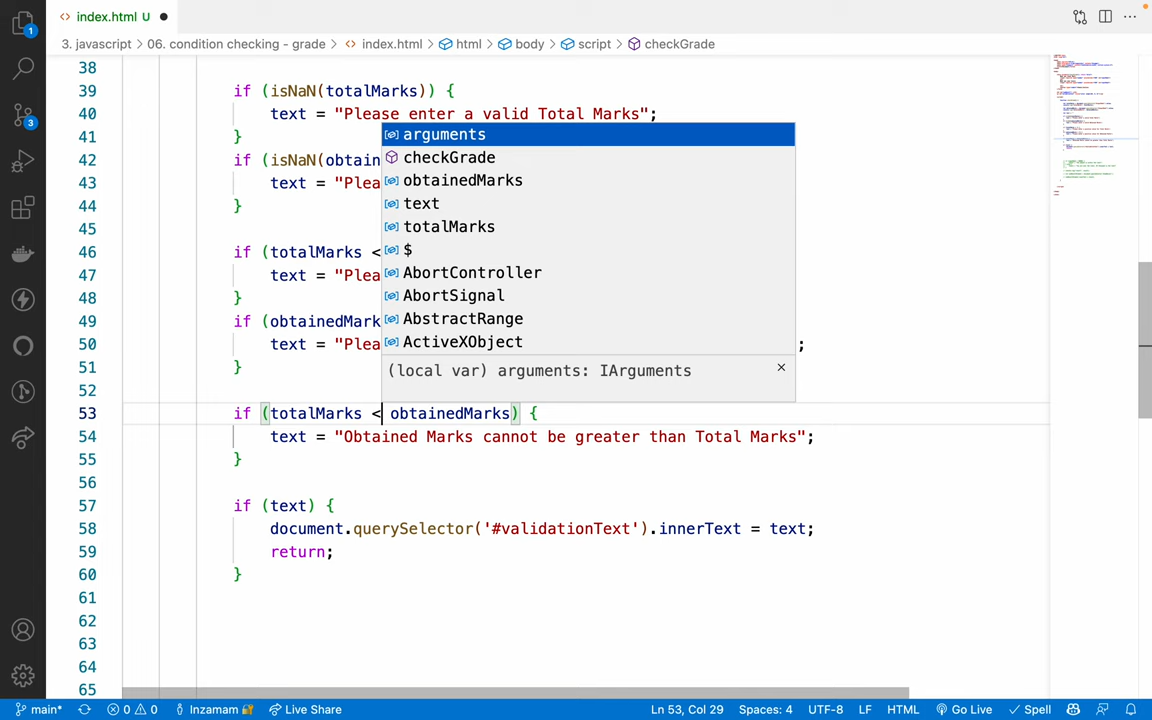 index.html U
3. javascript > 06. condition checking - grade > index.html > html > body > script > checkGrade
38
39 if (isNaN(totalMarks)) {
40 text = "Please enter a valid Total Marks";
41 }
42 if (isNaN(obtain
43 text = "Plea
44 }
45
46 if (totalMarks <
47 text = "Plea
48 }
49 if (obtainedMark
50 text = "Plea ;
51 }
52
53 if (totalMarks < obtainedMarks) {
54 text = "Obtained Marks cannot be greater than Total Marks";
55 }
56
57 if (text) {
58 document.querySelector('#validationText').innerText = text;
59 return;
60 }
61
62
63
64
65
arguments
checkGrade
obtainedMarks
text
totalMarks
$
AbortController
AbortSignal
AbstractRange
ActiveXObject
(local var) arguments: IArguments
1
3
main* 0 0 Inzamam Live Share Ln 53, Col 29 Spaces: 4 UTF-8 LF HTML Go Live Spell